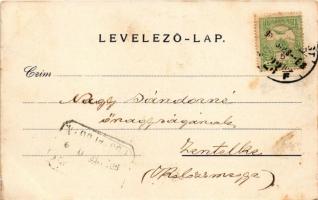 LEVELEZŐ-LAP.
Czim
Nagy Sándorné
őnagyságának
Zentelke
(Kolozsmegye)